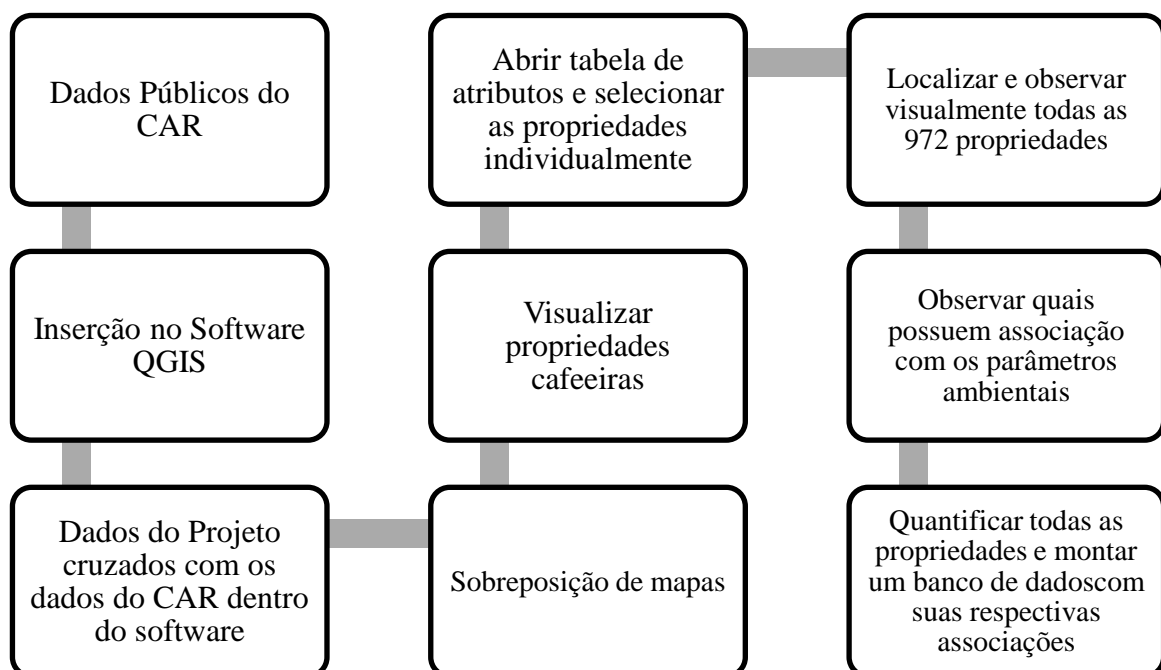 Dados Públicos do
CAR
Inserção no Software
QGIS
Dados do Projeto
cruzados com os
dados do CAR dentro
do software
Sobreposição de mapas
Visualizar
propriedades
cafeeiras
Abrir tabela de
atributos e selecionar
as propriedades
individualmente
Localizar e observar
visualmente todas as
972 propriedades
Observar quais
possuem associação
com os parâmetros
ambientais
Quantificar todas as
propriedades e montar
um banco de dadoscom
suas respectivas
associações